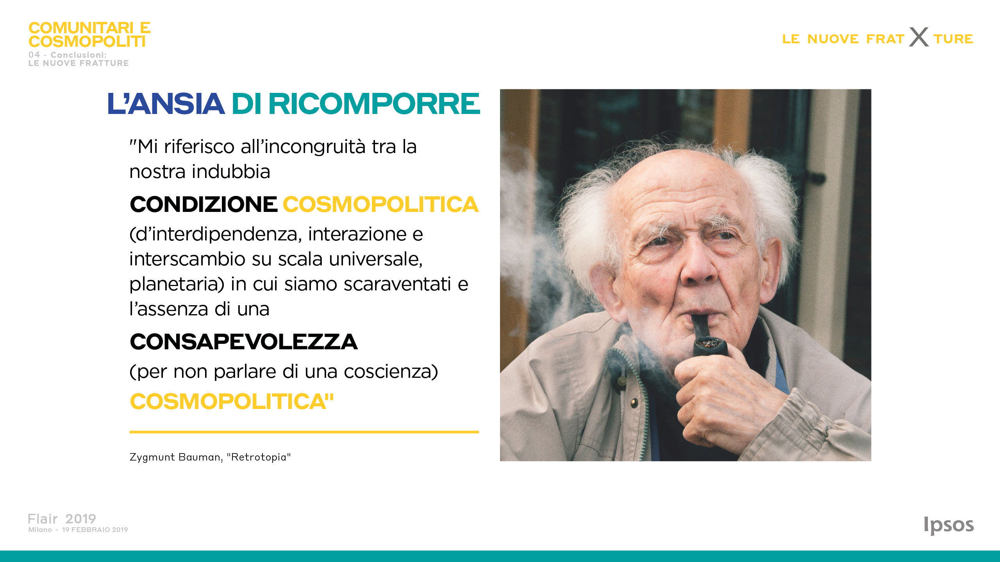 COMUNITARI E
COSMOPOLITI
04 - Conclusioni:
LE NUOVE FRATTURE
LE NUOVE FRAT X TURE
L’ANSIA DI RICOMPORRE
"Mi riferisco all’incongruità tra la
nostra indubbia
CONDIZIONE COSMOPOLITICA
(d’interdipendenza, interazione e
interscambio su scala universale,
planetaria) in cui siamo scaraventati e
l’assenza di una
CONSAPEVOLEZZA
(per non parlare di una coscienza)
COSMOPOLITICA"
Zygmunt Bauman, "Retrotopia"
Flair 2019
Milano - 19 FEBBRAIO 2019
Ipsos